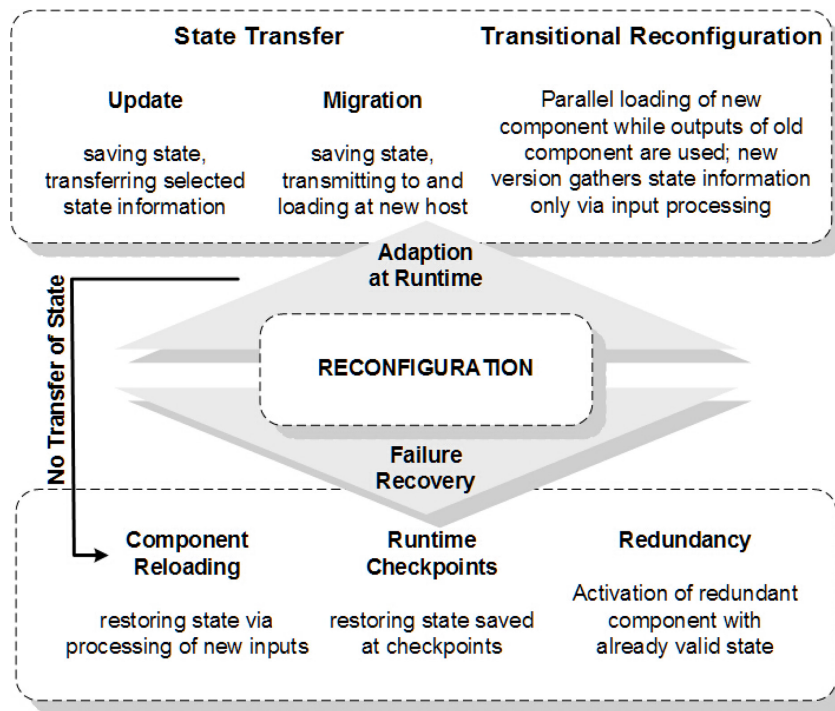 State Transfer
Transitional Reconfiguration
Update
saving state,
transferring selected
state information
Migration
saving state,
transmitting to and
loading at new host
Parallel loading of new
component while outputs of old
component are used; new
version gathers state information
only via input processing
Adaption
at Runtime
No Transfer of State
RECONFIGURATION
Failure
Recovery
Component
Reloading
restoring state via
processing of new inputs
Runtime
Checkpoints
restoring state saved
at checkpoints
Redundancy
Activation of redundant
component with
already valid state